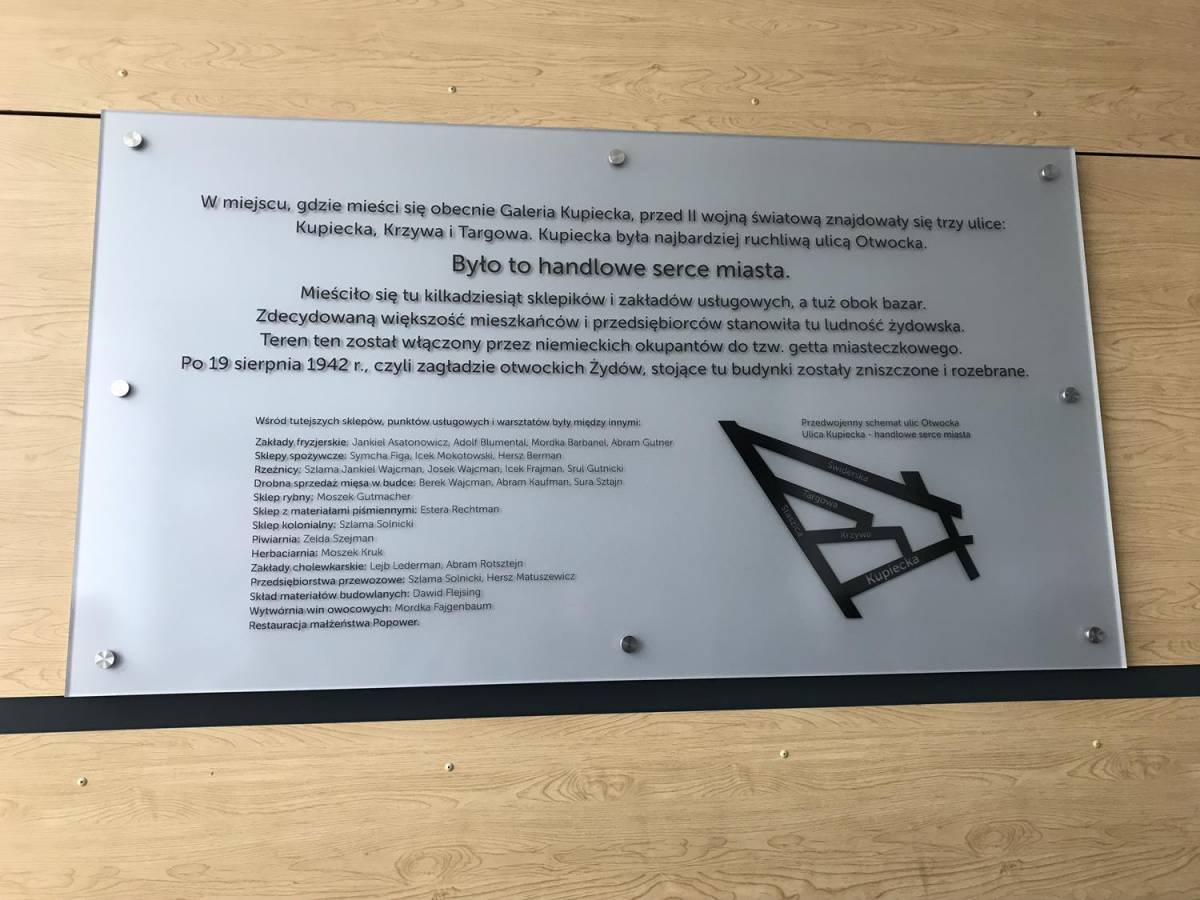 W miejscu, gdzie mieści się obecnie Galeria Kupiecka, przed II wojną światową znajdowały się trzy ulice:
Kupiecka, Krzywa i Targowa. Kupiecka była najbardziej ruchliwą ulicą Otwocka.
Było to handlowe serce miasta.
Mieściło się tu kilkadziesiąt sklepików i zakładów usługowych, a tuż obok bazar.
Zdecydowaną większość mieszkańców i przedsiębiorców stanowiła tu ludność żydowska.
Teren ten został włączony przez niemieckich okupantów do tzw. getta miasteczkowego.
Po 19 sierpnia 1942 r., czyli zagładzie otwockich Żydów, stojące tu budynki zostały zniszczone i rozebrane.
Wśród tutejszych sklepów, punktów usługowych i warsztatów były między innymi:
Zakłady fryzjerskie: Jankiel Asatonowicz, Adolf Blumental, Mordka Barbanel, Abram Gutner
Sklepy spożywcze: Symcha Figa, Icek Mokotowski, Hersz Berman
Rzeźnicy: Szlama Jankiel Wajcman, Josek Wajcman, Icek Frajman, Srul Gutnicki
Drobna sprzedaż mięsa w budce: Berek Wajcman, Abram Kaufman, Sura Sztajn
Sklep rybny: Moszek Gutmacher
Sklep z materiałami piśmiennymi: Estera Rechtman
Sklep kolonialny: Szlama Solnicki
Piwiarnia: Zelda Szejman
Herbaciarnia: Moszek Kruk
Zakłady cholewkarskie: Lejb Lederman, Abram Rotsztejn
Przedsiębiorstwa przewozowe: Szlama Solnicki, Hersz Matuszewicz
Skład materiałów budowlanych: Dawid Flejsing
Wytwórnia win owocowych: Mordka Fajgenbaum
Restauracja małżeństwa Popower.
Przedwojenny schemat ulic Otwocka
Ulica Kupiecka - handlowe serce miasta
Świderska
Targowa
Staszica
Krzywa
Kupiecka